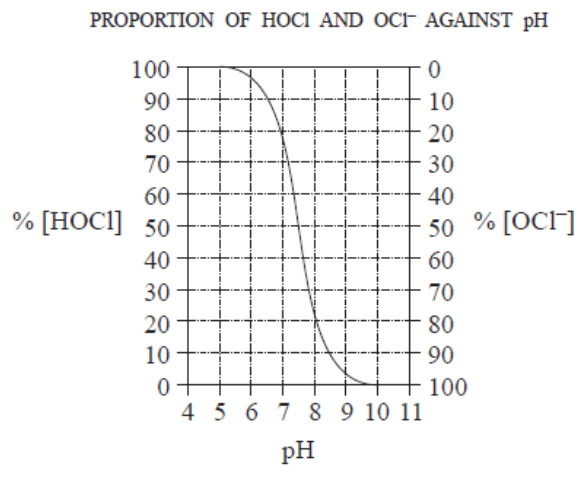 PROPORTION OF HOCl AND OCl⁻ AGAINST pH
100 0
90 10
80 20
70 30
60 40
% [HOCl] 50 50 % [OCl⁻]
40 60
30 70
20 80
10 90
0 100
4 5 6 7 8 9 10 11
pH